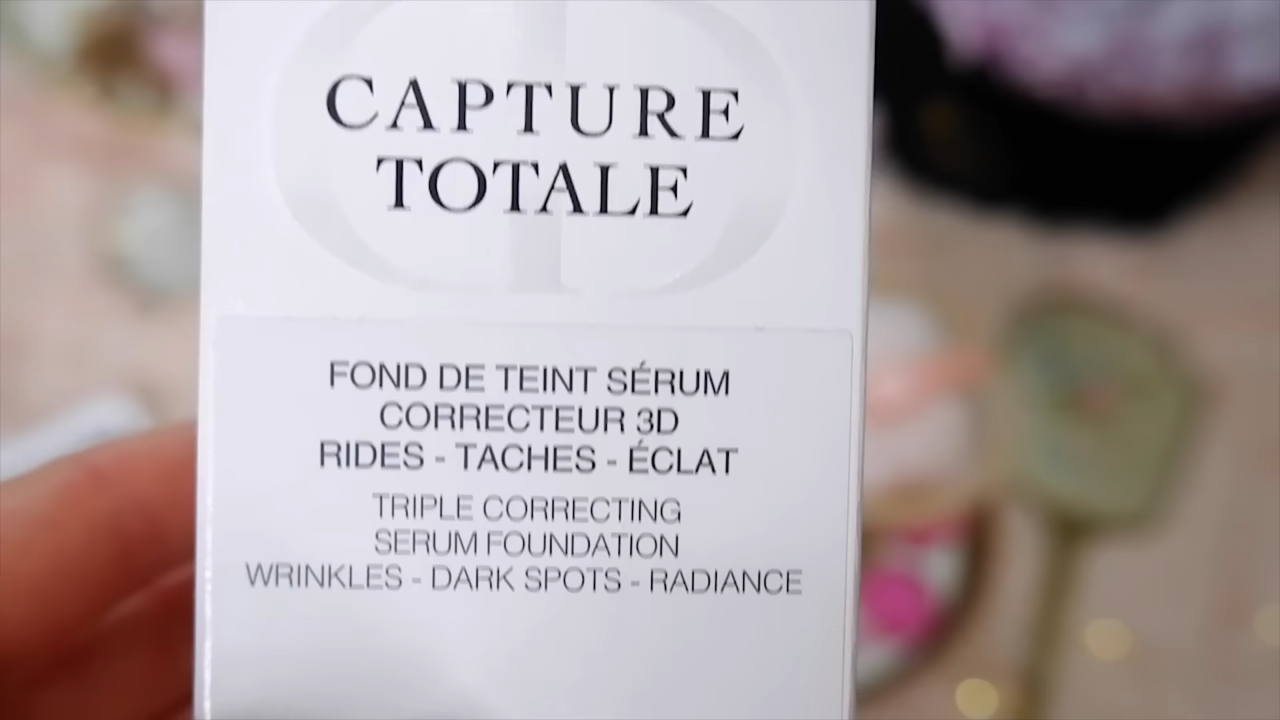 CAPTURE
TOTALE
FOND DE TEINT SÉRUM
CORRECTEUR 3D
RIDES - TACHES - ÉCLAT
TRIPLE CORRECTING
SERUM FOUNDATION
WRINKLES - DARK SPOTS - RADIANCE